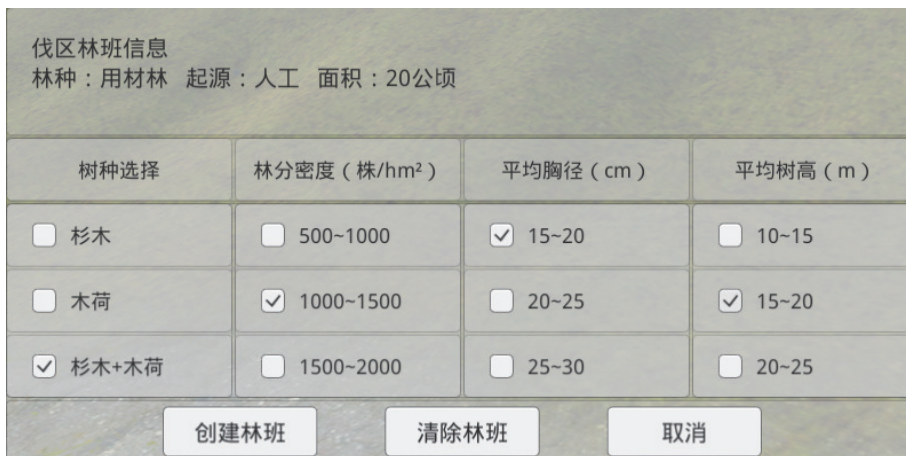 伐区林班信息
林种：用材林 起源：人工 面积：20公顷
树种选择 林分密度（株/hm²） 平均胸径（cm） 平均树高（m）
杉木 500~1000 15~20 10~15
木荷 1000~1500 20~25 15~20
杉木+木荷 1500~2000 25~30 20~25
创建林班 清除林班 取消